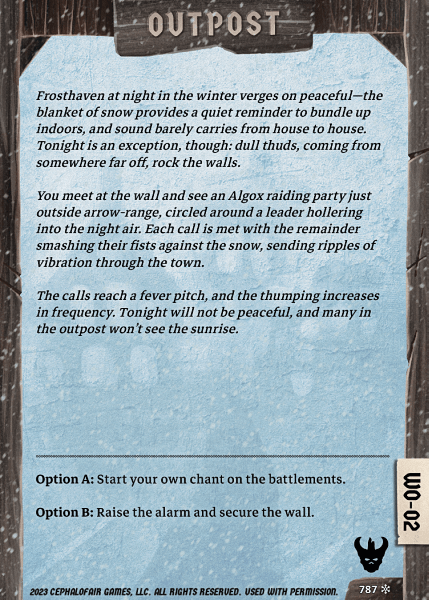 OUTPOST
Frosthaven at night in the winter verges on peaceful—the
blanket of snow provides a quiet reminder to bundle up
indoors, and sound barely carries from house to house.
Tonight is an exception, though: dull thuds, coming from
somewhere far off, rock the walls.
You meet at the wall and see an Algox raiding party just
outside arrow-range, circled around a leader hollering
into the night air. Each call is met with the remainder
smashing their fists against the snow, sending ripples of
vibration through the town.
The calls reach a fever pitch, and the thumping increases
in frequency. Tonight will not be peaceful, and many in
the outpost won't see the sunrise.
Option A: Start your own chant on the battlements.
Option B: Raise the alarm and secure the wall.
WO-02
2023 CEPHALOFAIR GAMES, LLC. ALL RIGHTS RESERVED. USED WITH PERMISSION.
787